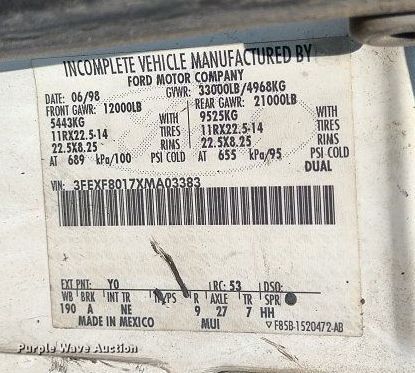 INCOMPLETE VEHICLE MANUFACTURED BY
FORD MOTOR COMPANY
DATE: 06/98 GVWR: 33000LB/4968KG
FRONT GAWR: 12000LB REAR GAWR: 21000LB
5443KG WITH 9525KG WITH
11RX22.5-14 TIRES 11RX22.5-14 TIRES
22.5X8.25 RIMS 22.5X8.25 RIMS
AT 689 kPa/100 PSI COLD AT 655 kPa/95 PSI COLD
DUAL
VIN: 3FEXF8017XMA03383
EXT PNT: Y0 RC: 53 DSO:
WB BRK INT TR TP/PS R AXLE TR SPR
190 A NE 9 27 7 HH
MADE IN MEXICO MUI F85B-1520472-AB
Purple Wave Auction